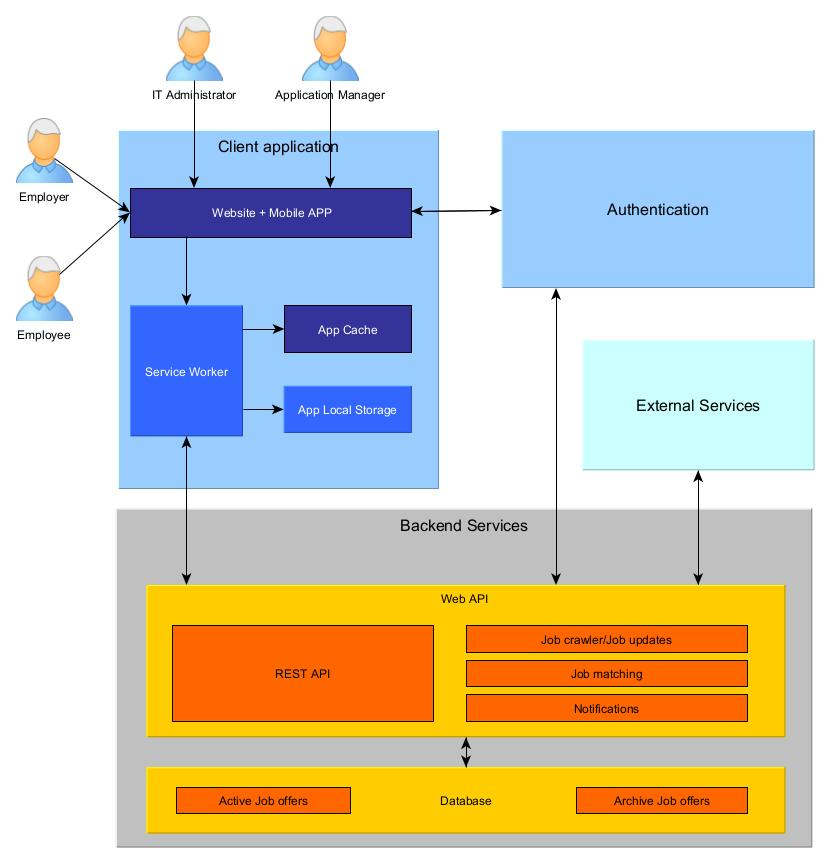 IT Administrator
Application Manager
Employer
Employee
Client application
Website + Mobile APP
Service Worker
App Cache
App Local Storage
Authentication
External Services
Backend Services
Web API
REST API
Job crawler/Job updates
Job matching
Notifications
Active Job offers
Database
Archive Job offers